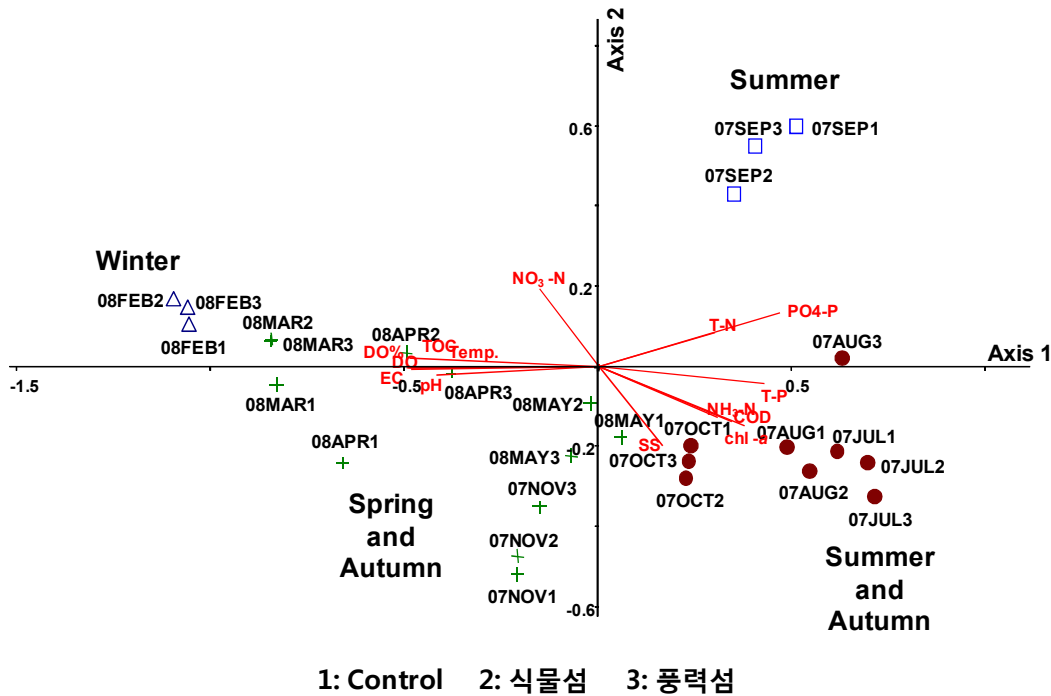 Axis 2
Summer
07SEP3 07SEP1
0.6
07SEP2
Winter
NO₃ -N
0.2
08FEB2 08FEB3
PO4-P
08MAR2
T-N
08APR2
08FEB1 08MAR3
07AUG3
DO% TOC Temp.
DO
Axis 1
-1.5 -0.5 0.5
EC pH
08APR3
T-P
08MAR1
08MAY2
NH₃-N
COD
08MAY1
chl -a
07OCT1 07AUG1 07JUL1
08APR1
-0.2
SS
08MAY3 07OCT3 07JUL2
07NOV3 07OCT2 07AUG2
07JUL3
Spring
and
Autumn
07NOV2
07NOV1
Summer
and
Autumn
-0.6
1: Control 2: 식물섬 3: 풍력섬